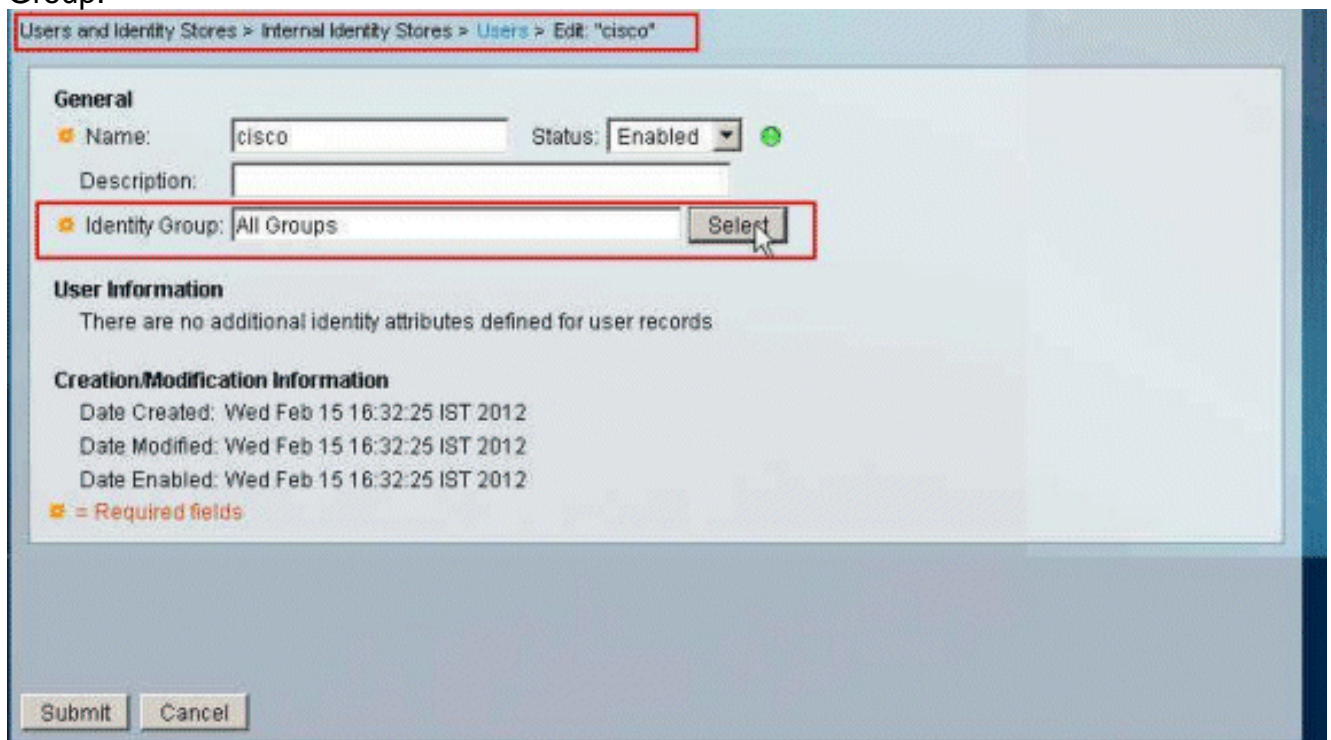 Group.
Users and Identity Stores > Internal Identity Stores > Users > Edit: "cisco"
General
Name: cisco Status: Enabled
Description:
Identity Group: All Groups Select
User Information
There are no additional identity attributes defined for user records
Creation/Modification Information
Date Created: Wed Feb 15 16:32:25 IST 2012
Date Modified: Wed Feb 15 16:32:25 IST 2012
Date Enabled: Wed Feb 15 16:32:25 IST 2012
= Required fields
Submit Cancel